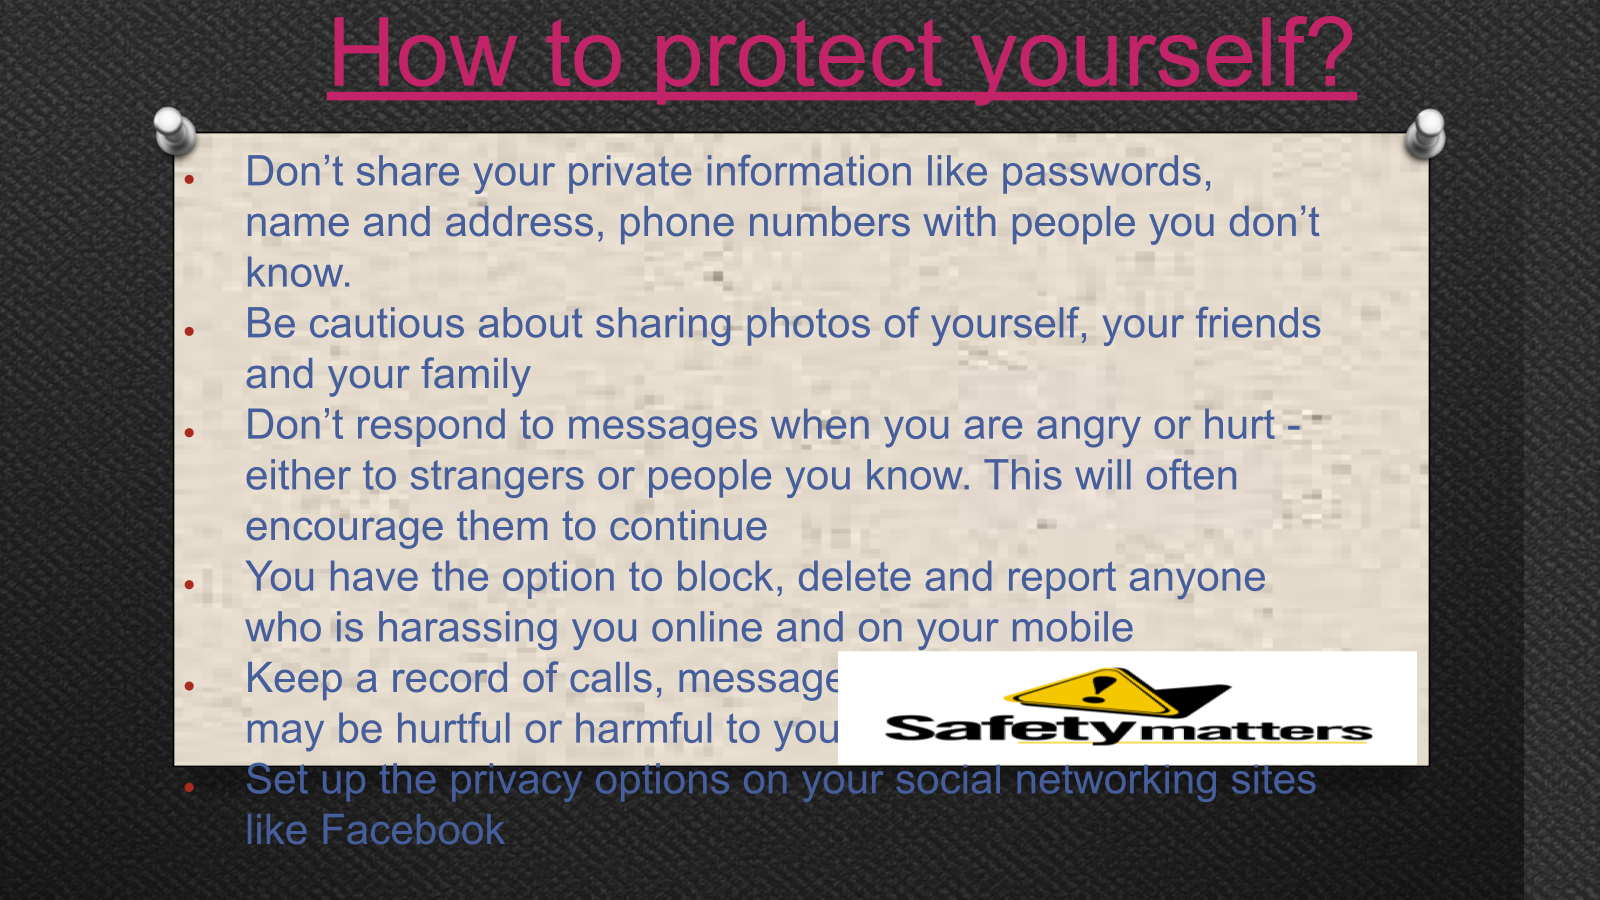 How to protect yourself?
• Don’t share your private information like passwords,
name and address, phone numbers with people you don’t
know.
• Be cautious about sharing photos of yourself, your friends
and your family
• Don’t respond to messages when you are angry or hurt -
either to strangers or people you know. This will often
encourage them to continue
• You have the option to block, delete and report anyone
who is harassing you online and on your mobile
• Keep a record of calls, message
may be hurtful or harmful to you
Safetymatters
• Set up the privacy options on your social networking sites
like Facebook